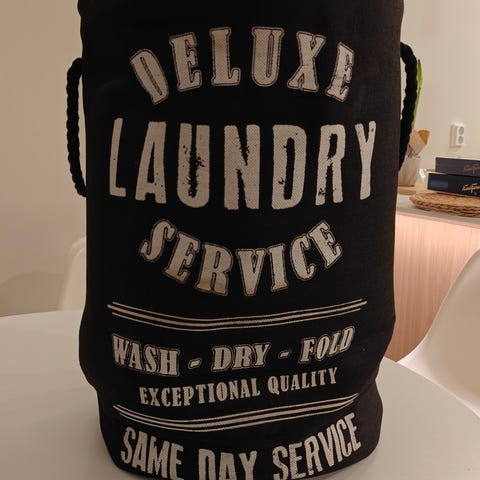 DELUXE
LAUNDRY
SERVICE
WASH - DRY - FOLD
EXCEPTIONAL QUALITY
SAME DAY SERVICE